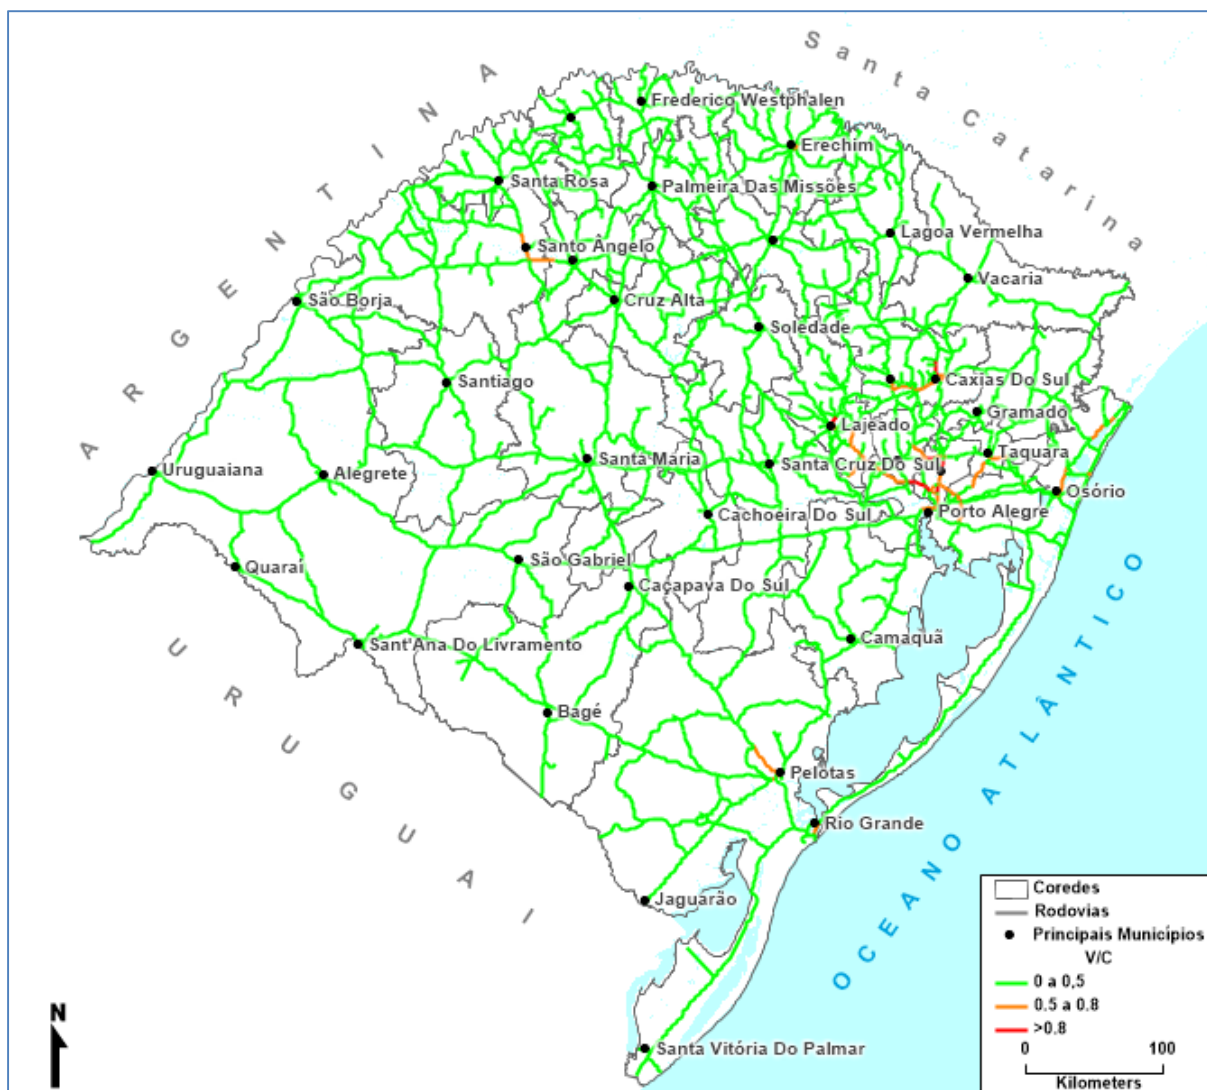 Santa Catarina
ARGENTINA
Frederico Westphalen
Erechim
Santa Rosa
Palmeira Das Missões
Lagoa Vermelha
Santo Ângelo
Vacaria
São Borja
Cruz Alta
Soledade
Santiago
Caxias Do Sul
Gramado
Lajeado
Taquara
Santa Maria
Santa Cruz Do Sul
Uruguaiana
Alegrete
Osório
Cachoeira Do Sul
Porto Alegre
São Gabriel
Quaraí
Caçapava Do Sul
Camaquã
Sant'Ana Do Livramento
URUGUAI
Bagé
OCEANO ATLÂNTICO
Pelotas
Rio Grande
Jaguarão
Santa Vitória Do Palmar
N
Coredes
Rodovias
Principais Municípios
V/C
0 a 0,5
0.5 a 0.8
>0.8
0 100
Kilometers